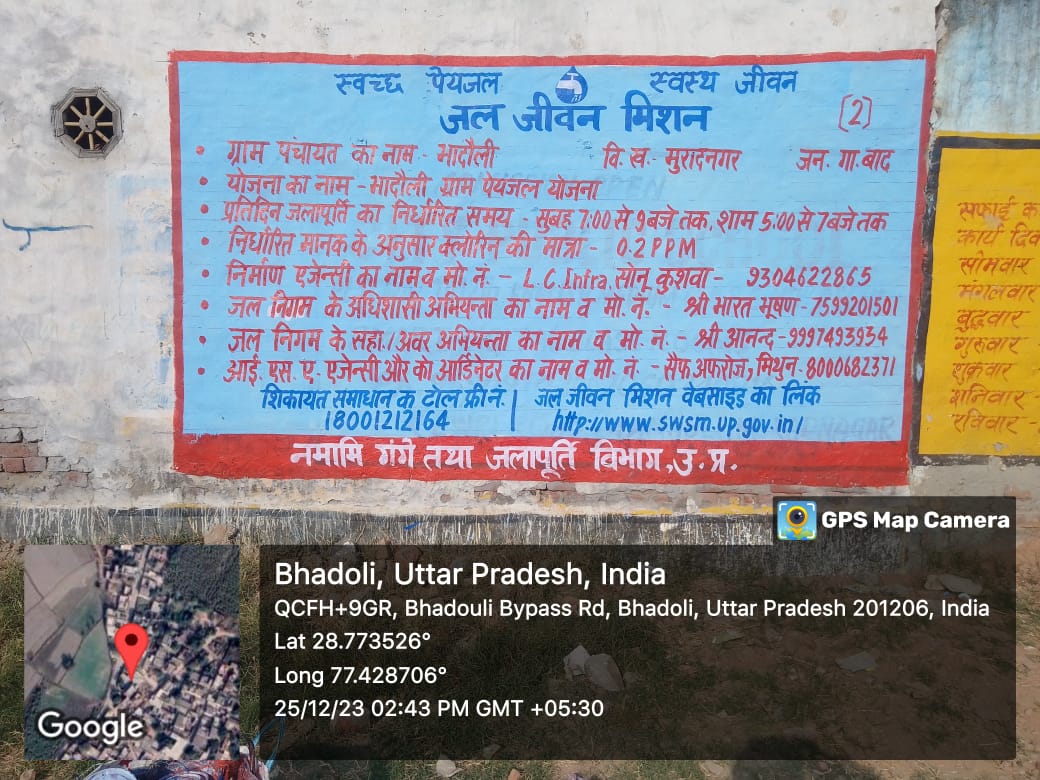 स्वच्छ पेयजल स्वस्थ जीवन
जल जीवन मिशन (2)
• ग्राम पंचायत का नाम - भादौली वि.ख.- मुरादनगर जन. गा.बाद
• योजना का नाम - भादौली ग्राम पेयजल योजना
• प्रतिदिन जलापूर्ति का निर्धारित समय - सुबह 7:00 से 9 बजे तक, शाम 5:00 से 7 बजे तक
• निर्धारित मानक के अनुसार क्लोरिन की मात्रा - 0.2 PPM
• निर्माण एजेन्सी का नाम व मो. नं. - L.C.Infra, सोनू कुशवा - 9304622865
• जल निगम के अधिशासी अभियन्ता का नाम व मो. नं. - श्री भारत भूषण - 7599201501
• जल निगम के सहा./अवर अभियन्ता का नाम व मो. नं. - श्री आनन्द - 9997493934
• आई. एस. ए. एजेन्सी और को आर्डिनेटर का नाम व मो. नं. - सैफ अफरोज, मिथुन - 8000682371
शिकायत समाधान क टोल फ्री नं. | जल जीवन मिशन वेबसाइड का लिंक
18001212164 | http://www.swsm.up.gov.in/
नमामि गंगे तथा जलापूर्ति विभाग, उ.प्र.
सफाई क
कार्य दिव
सोमवार
मंगलवार
बुद्धवार
गुरुवार
शुक्रवार
शनिवार -
रविवार -
GPS Map Camera
Bhadoli, Uttar Pradesh, India
QCFH+9GR, Bhadouli Bypass Rd, Bhadoli, Uttar Pradesh 201206, India
Lat 28.773526°
Long 77.428706°
25/12/23 02:43 PM GMT +05:30
Google